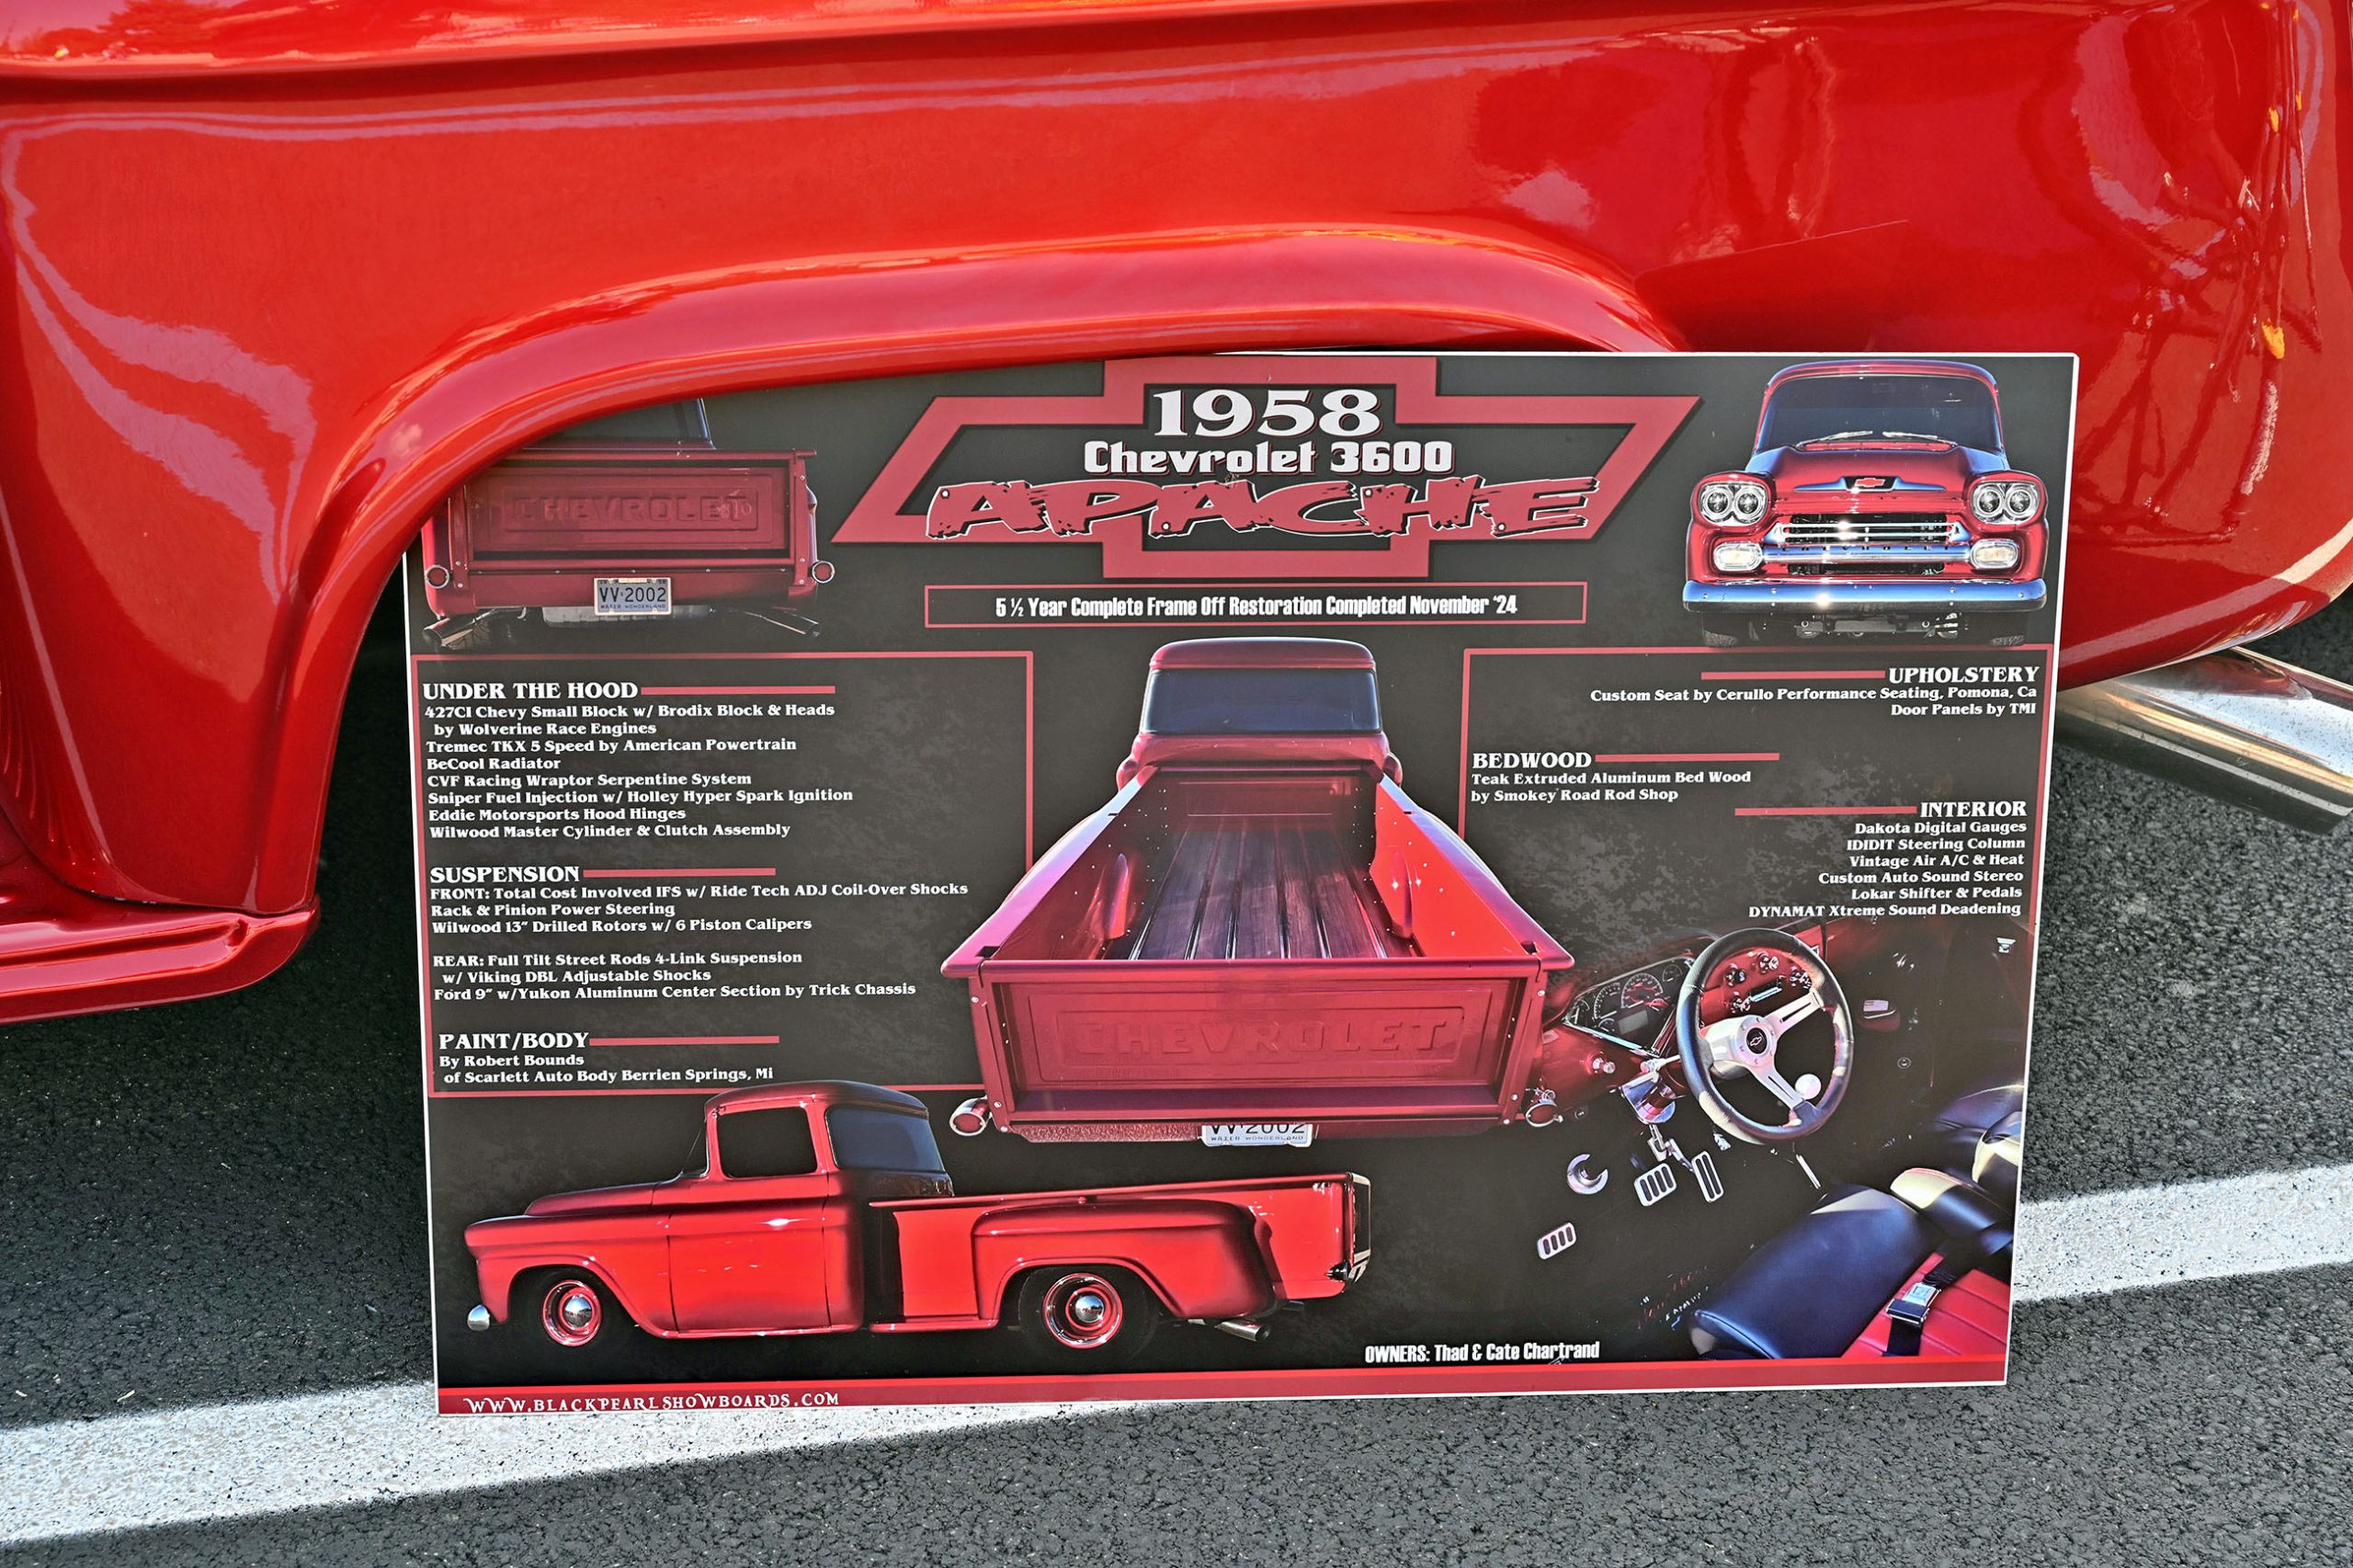 1958
Chevrolet 3600
APACHE
5 ½ Year Complete Frame Off Restoration Completed November '24
CHEVROLET
VV·2002
WATER WONDERLAND
UNDER THE HOOD
427CI Chevy Small Block w/ Brodix Block & Heads
by Wolverine Race Engines
Tremec TKX 5 Speed by American Powertrain
BeCool Radiator
CVF Racing Wraptor Serpentine System
Sniper Fuel Injection w/ Holley Hyper Spark Ignition
Eddie Motorsports Hood Hinges
Wilwood Master Cylinder & Clutch Assembly
SUSPENSION
FRONT: Total Cost Involved IFS w/ Ride Tech ADJ Coil-Over Shocks
Rack & Pinion Power Steering
Wilwood 13" Drilled Rotors w/ 6 Piston Calipers
REAR: Full Tilt Street Rods 4-Link Suspension
w/ Viking DBL Adjustable Shocks
Ford 9" w/Yukon Aluminum Center Section by Trick Chassis
PAINT/BODY
By Robert Bounds
of Scarlett Auto Body Berrien Springs, Mi
UPHOLSTERY
Custom Seat by Cerullo Performance Seating, Pomona, Ca
Door Panels by TMI
BEDWOOD
Teak Extruded Aluminum Bed Wood
by Smokey Road Rod Shop
INTERIOR
Dakota Digital Gauges
IDIDIT Steering Column
Vintage Air A/C & Heat
Custom Auto Sound Stereo
Lokar Shifter & Pedals
DYNAMAT Xtreme Sound Deadening
CHEVROLET
VV·2002
WATER WONDERLAND
OWNERS: Thad & Cate Chartrand
WWW.BLACKPEARLSHOWBOARDS.COM